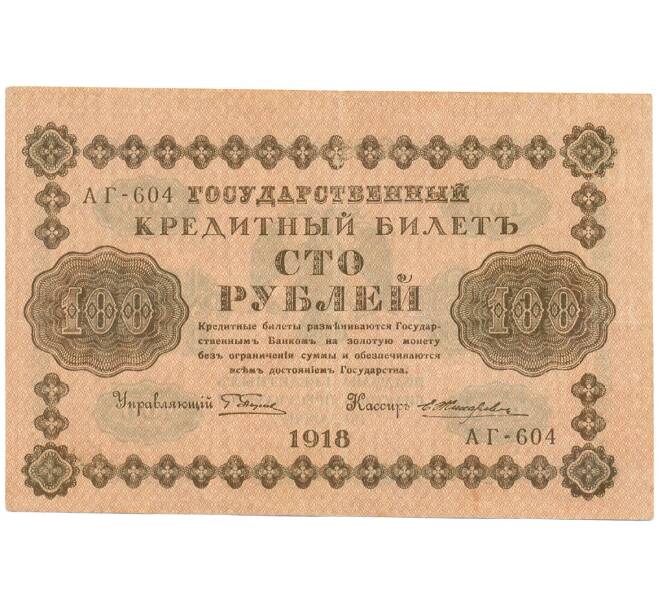 АГ-604 ГОСУДАРСТВЕННЫЙ
КРЕДИТНЫЙ БИЛЕТЪ
СТО
РУБЛЕЙ
100
100
Кредитные билеты размѣниваются Государ-
ственнымъ Банкомъ на золотую монету
безъ ограниченія суммы и обезпечиваются
всѣмъ достояніемъ Государства.
Управляющій
Кассиръ
1918
АГ-604